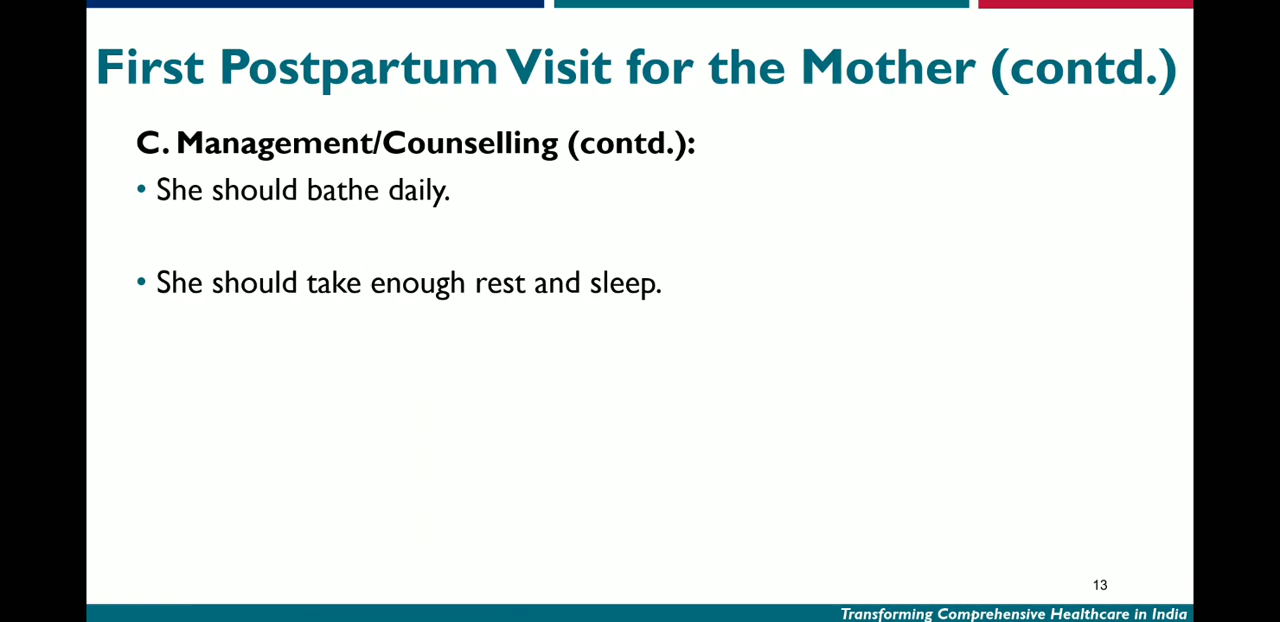 First Postpartum Visit for the Mother (contd.)
C. Management/Counselling (contd.):
• She should bathe daily.
• She should take enough rest and sleep.
13
Transforming Comprehensive Healthcare in India